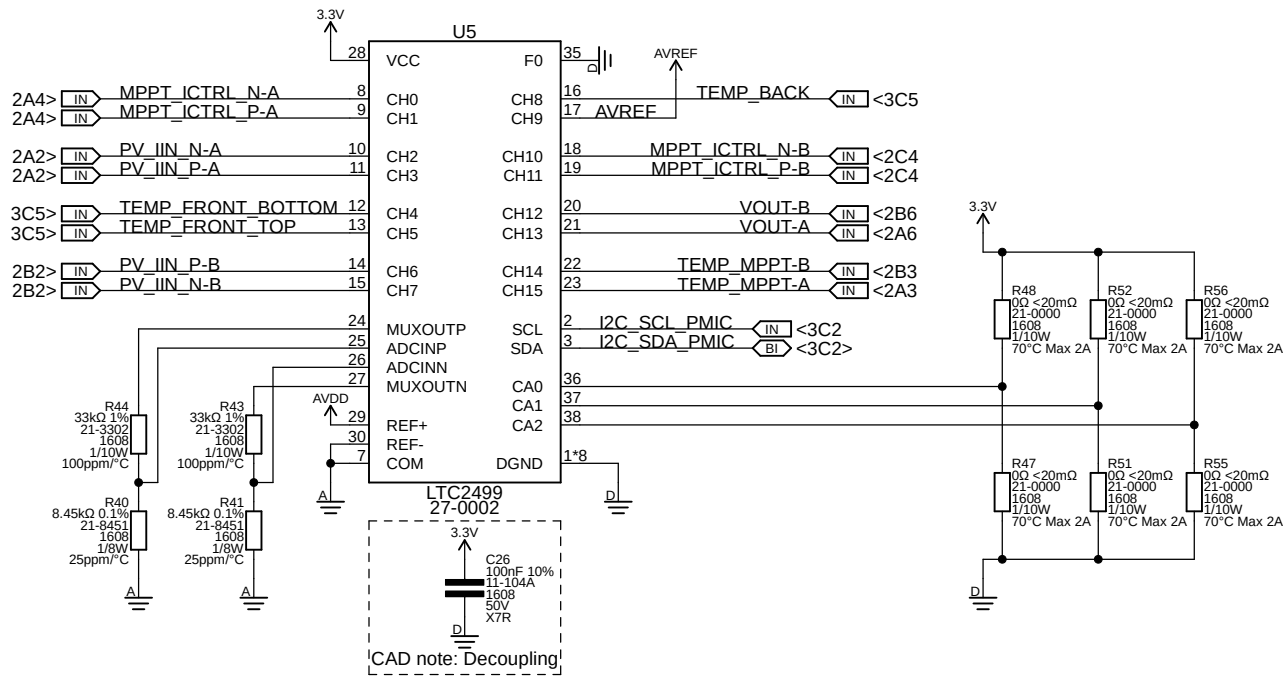 3.3V
U5
28 VCC F0 35 D
AVREF
2A4> IN MPPT_ICTRL_N-A 8 CH0 CH8 16 TEMP_BACK IN <3C5
2A4> IN MPPT_ICTRL_P-A 9 CH1 CH9 17 AVREF
2A2> IN PV_IIN_N-A 10 CH2 CH10 18 MPPT_ICTRL_N-B IN <2C4
2A2> IN PV_IIN_P-A 11 CH3 CH11 19 MPPT_ICTRL_P-B IN <2C4
3C5> IN TEMP_FRONT_BOTTOM 12 CH4 CH12 20 VOUT-B IN <2B6
3C5> IN TEMP_FRONT_TOP 13 CH5 CH13 21 VOUT-A IN <2A6
2B2> IN PV_IIN_P-B 14 CH6 CH14 22 TEMP_MPPT-B IN <2B3
2B2> IN PV_IIN_N-B 15 CH7 CH15 23 TEMP_MPPT-A IN <2A3
24 MUXOUTP SCL 2 I2C_SCL_PMIC IN <3C2
25 ADCINP SDA 3 I2C_SDA_PMIC BI <3C2>
26 ADCINN
27 MUXOUTN CA0 36
CA1 37
AVDD
29 REF+ CA2 38
30 REF-
7 COM DGND 1*8
A
D
LTC2499
27-0002
R44
33kΩ 1%
21-3302
1608
1/10W
100ppm/°C
R43
33kΩ 1%
21-3302
1608
1/10W
100ppm/°C
R40
8.45kΩ 0.1%
21-8451
1608
1/8W
25ppm/°C
A
R41
8.45kΩ 0.1%
21-8451
1608
1/8W
25ppm/°C
A
3.3V
C26
100nF 10%
11-104A
1608
50V
X7R
D
CAD note: Decoupling
3.3V
R48
0Ω <20mΩ
21-0000
1608
1/10W
70°C Max 2A
R52
0Ω <20mΩ
21-0000
1608
1/10W
70°C Max 2A
R56
0Ω <20mΩ
21-0000
1608
1/10W
70°C Max 2A
R47
0Ω <20mΩ
21-0000
1608
1/10W
70°C Max 2A
R51
0Ω <20mΩ
21-0000
1608
1/10W
70°C Max 2A
R55
0Ω <20mΩ
21-0000
1608
1/10W
70°C Max 2A
D